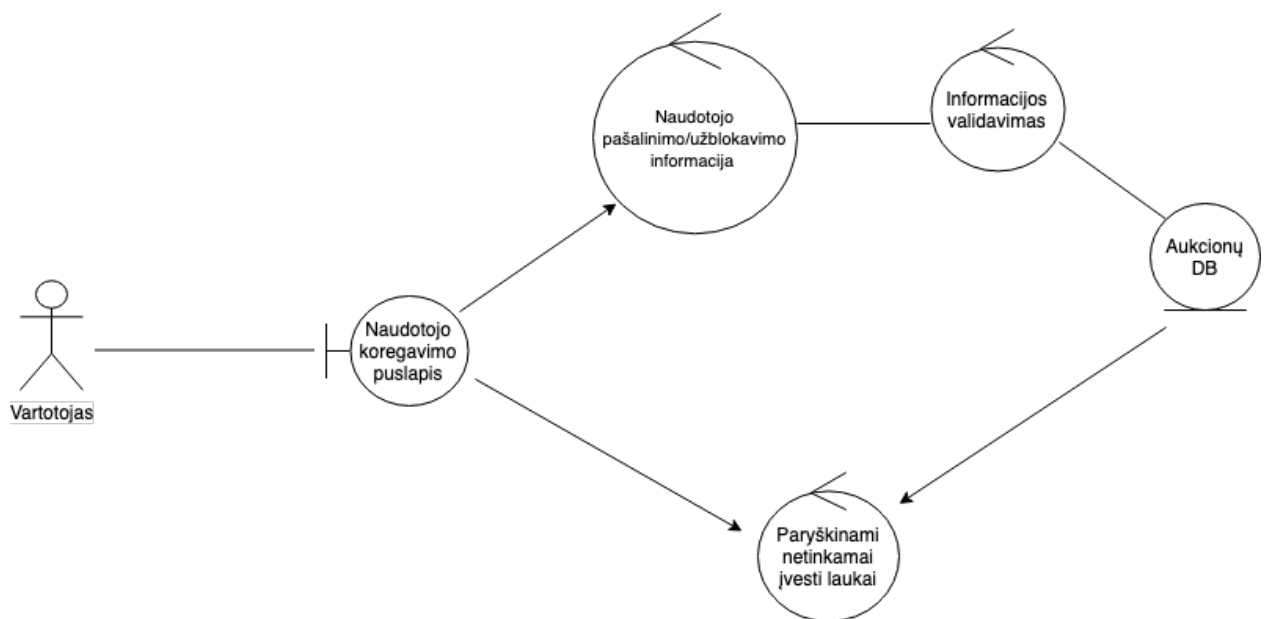 Naudotojo
pašalinimo/užblokavimo
informacija
Informacijos
validavimas
Aukcionų
DB
Naudotojo
koregavimo
puslapis
Vartotojas
Paryškinami
netinkamai
įvesti laukai